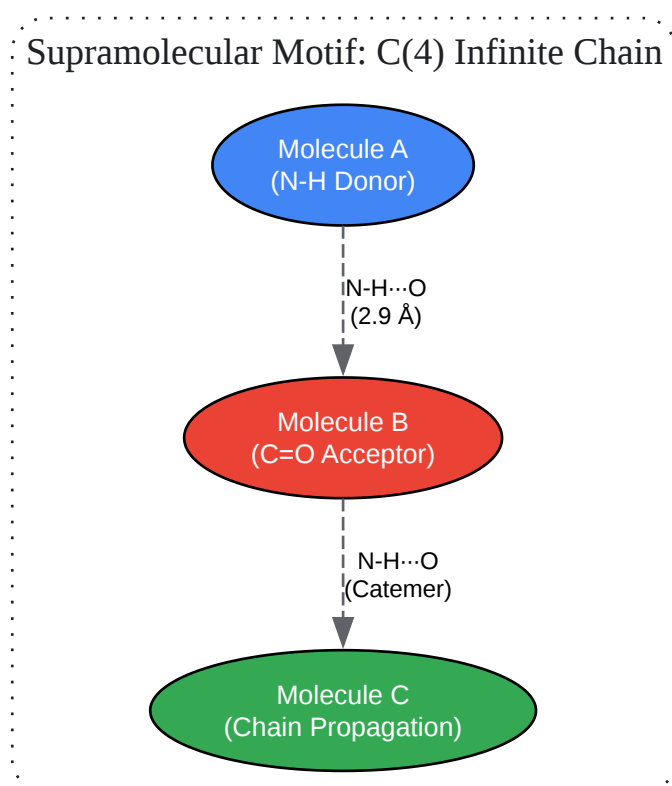 Supramolecular Motif: C(4) Infinite Chain
Molecule A
(N-H Donor)
N-H···O
(2.9 Å)
Molecule B
(C=O Acceptor)
N-H···O
(Catemer)
Molecule C
(Chain Propagation)